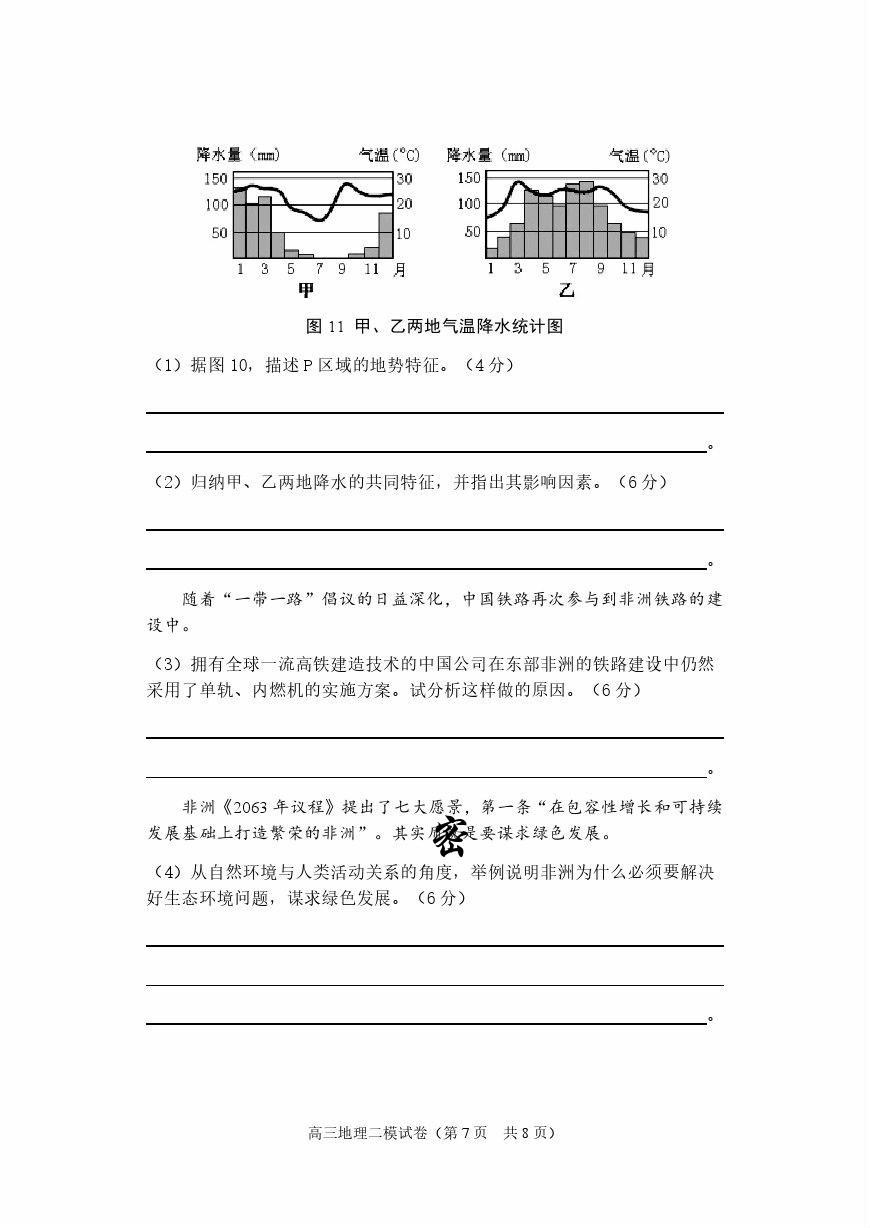 降水量（mm） 气温(°C) 降水量（mm） 气温(°C)
150 30 150 30
100 20 100 20
50 10 50 10
1 3 5 7 9 11 月 1 3 5 7 9 11 月
甲 乙
图 11 甲、乙两地气温降水统计图
（1）据图 10，描述 P 区域的地势特征。（4 分）
。
（2）归纳甲、乙两地降水的共同特征，并指出其影响因素。（6 分）
。
随着“一带一路”倡议的日益深化，中国铁路再次参与到非洲铁路的建
设中。
（3）拥有全球一流高铁建造技术的中国公司在东部非洲的铁路建设中仍然
采用了单轨、内燃机的实施方案。试分析这样做的原因。（6 分）
。
非洲《2063 年议程》提出了七大愿景，第一条“在包容性增长和可持续
发展基础上打造繁荣的非洲”。其实 是要谋求绿色发展。
密
（4）从自然环境与人类活动关系的角度，举例说明非洲为什么必须要解决
好生态环境问题，谋求绿色发展。（6 分）
。
高三地理二模试卷（第 7 页 共 8 页）